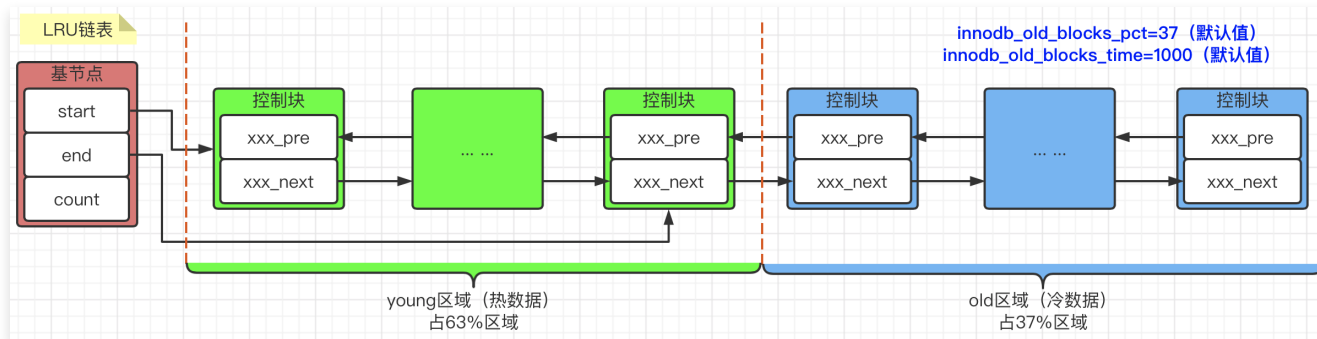 LRU链表
innodb_old_blocks_pct=37（默认值）
innodb_old_blocks_time=1000（默认值）
基节点
start
end
count
控制块
xxx_pre
xxx_next
... ...
控制块
xxx_pre
xxx_next
控制块
xxx_pre
xxx_next
... ...
控制块
xxx_pre
xxx_next
young区域（热数据）
占63%区域
old区域（冷数据）
占37%区域